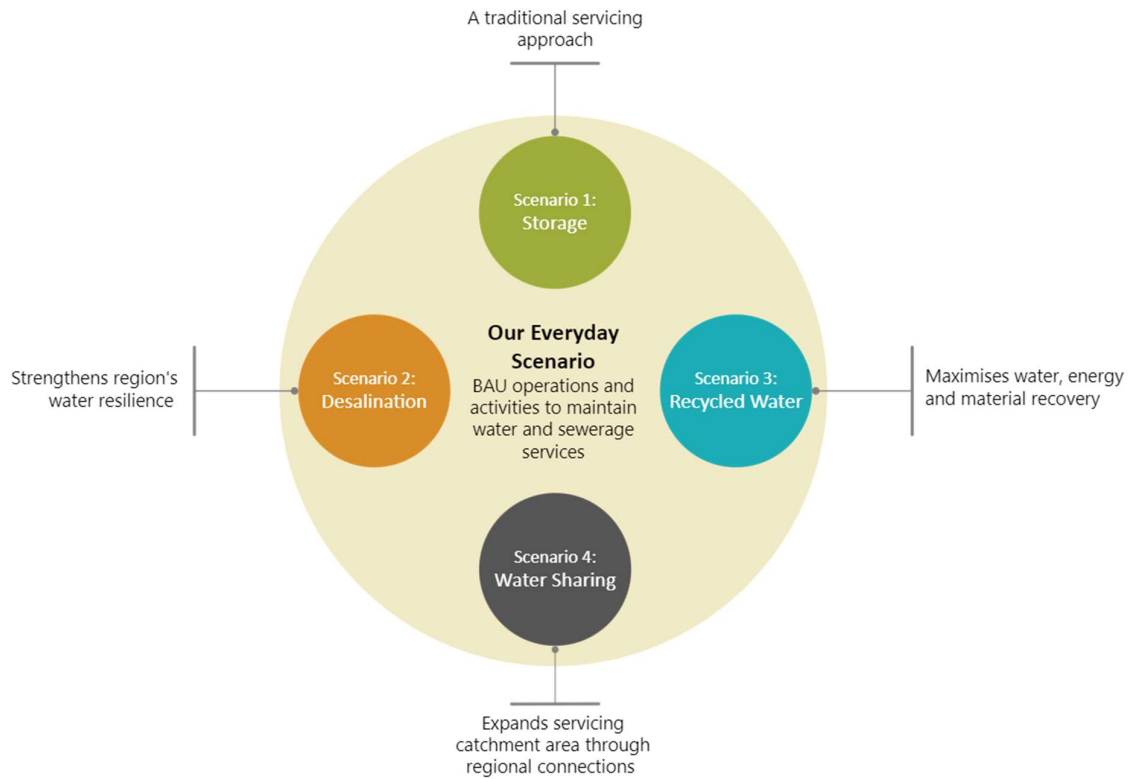 A traditional servicing
approach
Scenario 1:
Storage
Our Everyday
Scenario
BAU operations and
activities to maintain
water and sewerage
services
Strengthens region's
water resilience
Scenario 2:
Desalination
Scenario 3:
Recycled Water
Maximises water, energy
and material recovery
Scenario 4:
Water Sharing
Expands servicing
catchment area through
regional connections